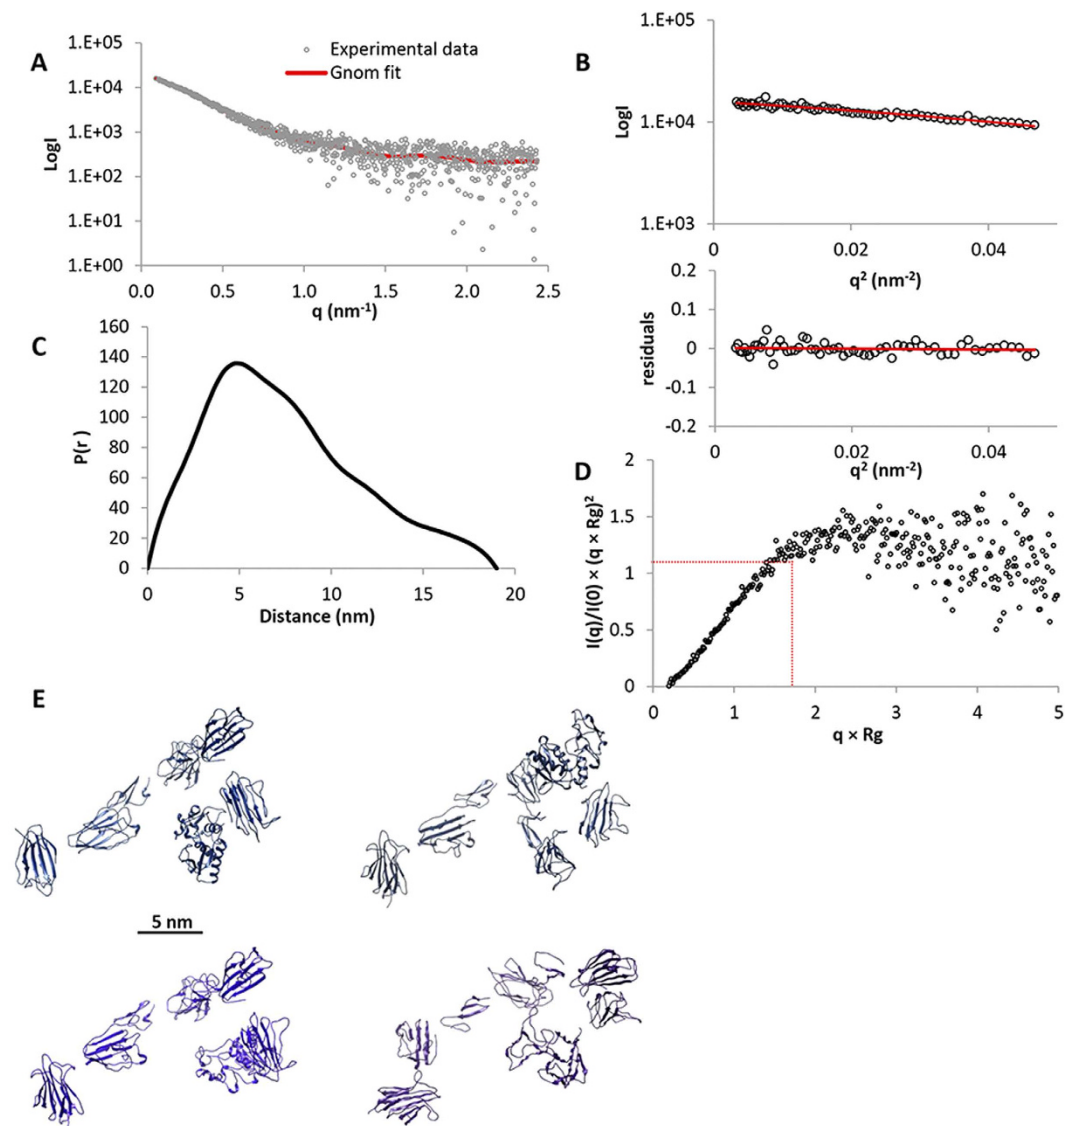 A
1.E+05
1.E+04
1.E+03
1.E+02
1.E+01
1.E+00
LogI
Experimental data
Gnom fit
0.0 0.5 1.0 1.5 2.0 2.5
q (nm⁻¹)
B
1.E+05
1.E+04
1.E+03
LogI
0 0.02 0.04
q² (nm⁻²)
0.2
0.1
0
-0.1
-0.2
residuals
0 0.02 0.04
q² (nm⁻²)
C
160
140
120
100
80
60
40
20
0
P(r )
0 5 10 15 20
Distance (nm)
D
2
1.5
1
0.5
0
I(q)/I(0) × (q × Rg)²
0 1 2 3 4 5
q × Rg
E
5 nm